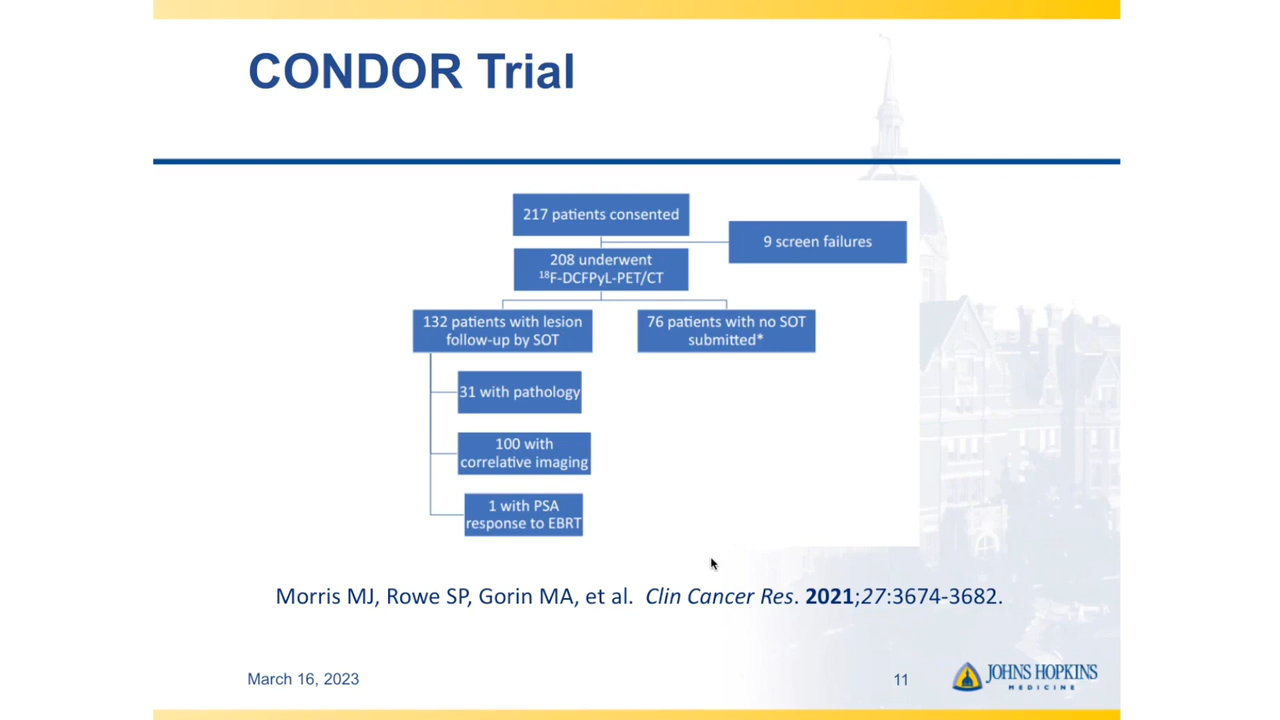 CONDOR Trial
217 patients consented
9 screen failures
208 underwent
¹⁸F-DCFPyL-PET/CT
132 patients with lesion
follow-up by SOT
76 patients with no SOT
submitted*
31 with pathology
100 with
correlative imaging
1 with PSA
response to EBRT
Morris MJ, Rowe SP, Gorin MA, et al. Clin Cancer Res. 2021;27:3674-3682.
March 16, 2023
11
JOHNS HOPKINS
MEDICINE